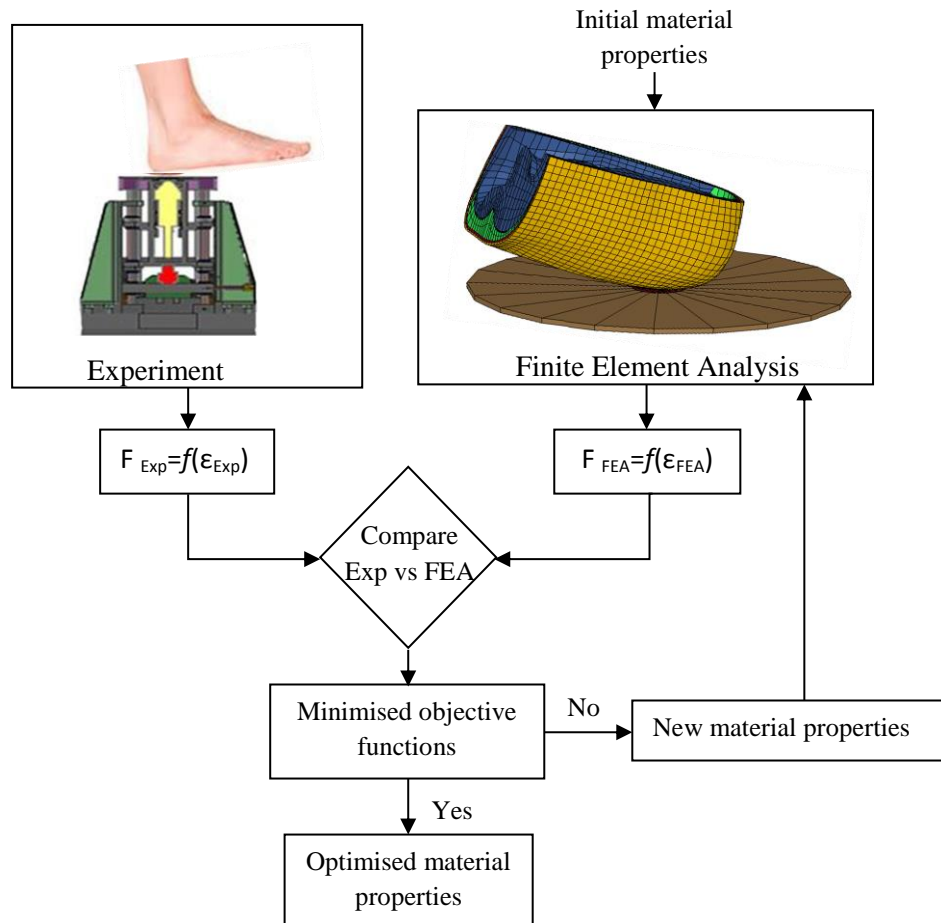 Initial material
properties
Experiment
Finite Element Analysis
F Exp=f(εExp)
F FEA=f(εFEA)
Compare
Exp vs FEA
Minimised objective
functions
No
New material properties
Yes
Optimised material
properties